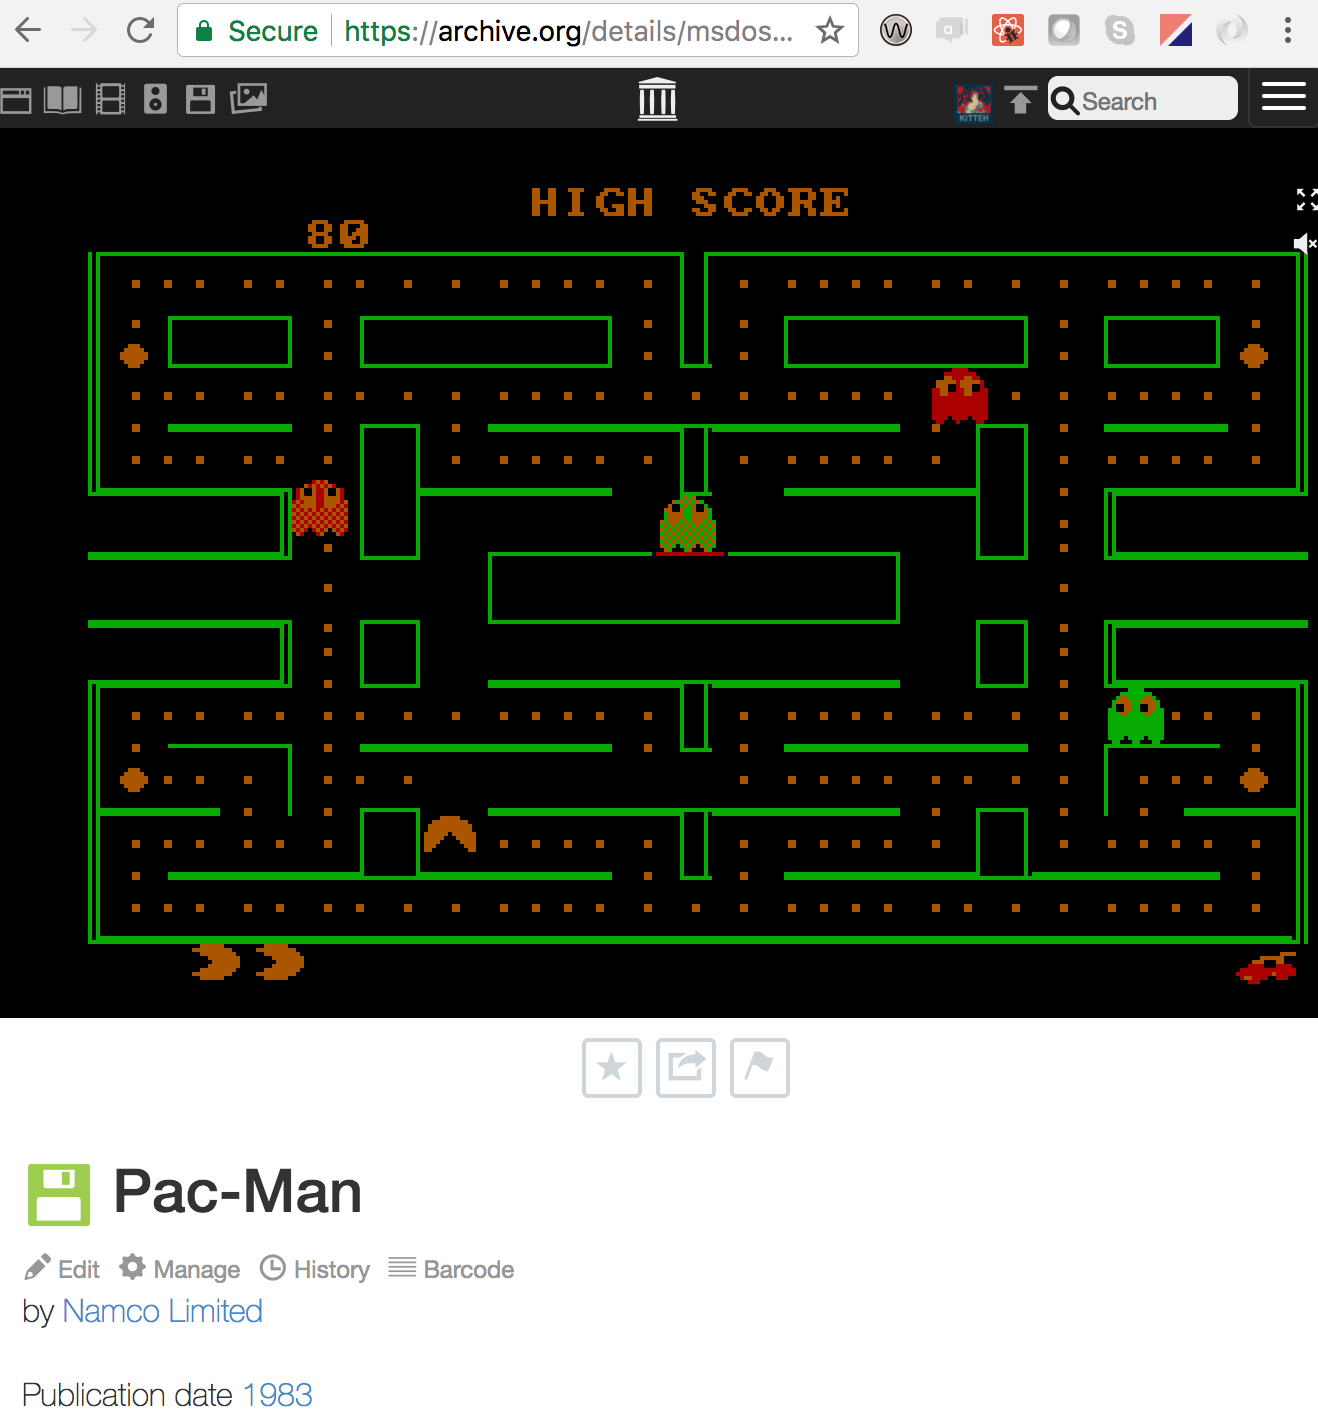 Secure https://archive.org/details/msdos...
KITTEH
Search
HIGH SCORE
80
Pac-Man
Edit Manage History Barcode
by Namco Limited
Publication date 1983